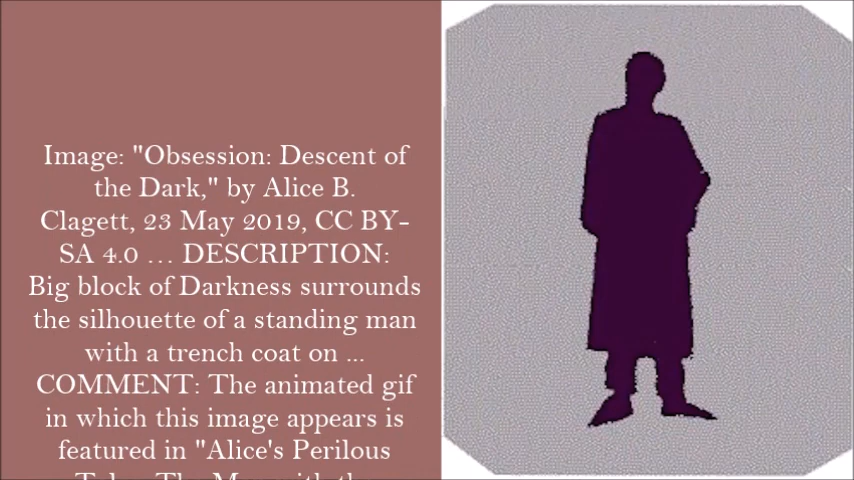 Image: "Obsession: Descent of
the Dark," by Alice B.
Clagett, 23 May 2019, CC BY-
SA 4.0 … DESCRIPTION:
Big block of Darkness surrounds
the silhouette of a standing man
with a trench coat on ...
COMMENT: The animated gif
in which this image appears is
featured in "Alice's Perilous